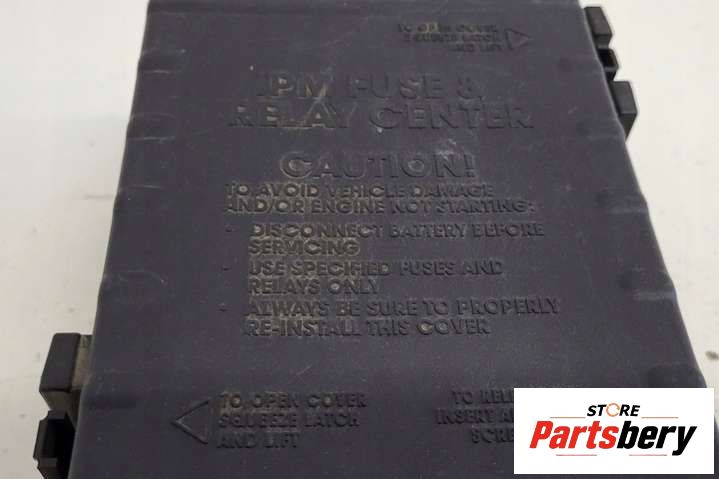 TO OPEN COVER
SQUEEZE LATCH
AND LIFT
IPM FUSE &
RELAY CENTER
CAUTION!
TO AVOID VEHICLE DAMAGE
AND/OR ENGINE NOT STARTING:
• DISCONNECT BATTERY BEFORE
SERVICING
• USE SPECIFIED FUSES AND
RELAYS ONLY
• ALWAYS BE SURE TO PROPERLY
RE-INSTALL THIS COVER
TO OPEN COVER
SQUEEZE LATCH
AND LIFT
TO
INSERT
STORE
Partsbery